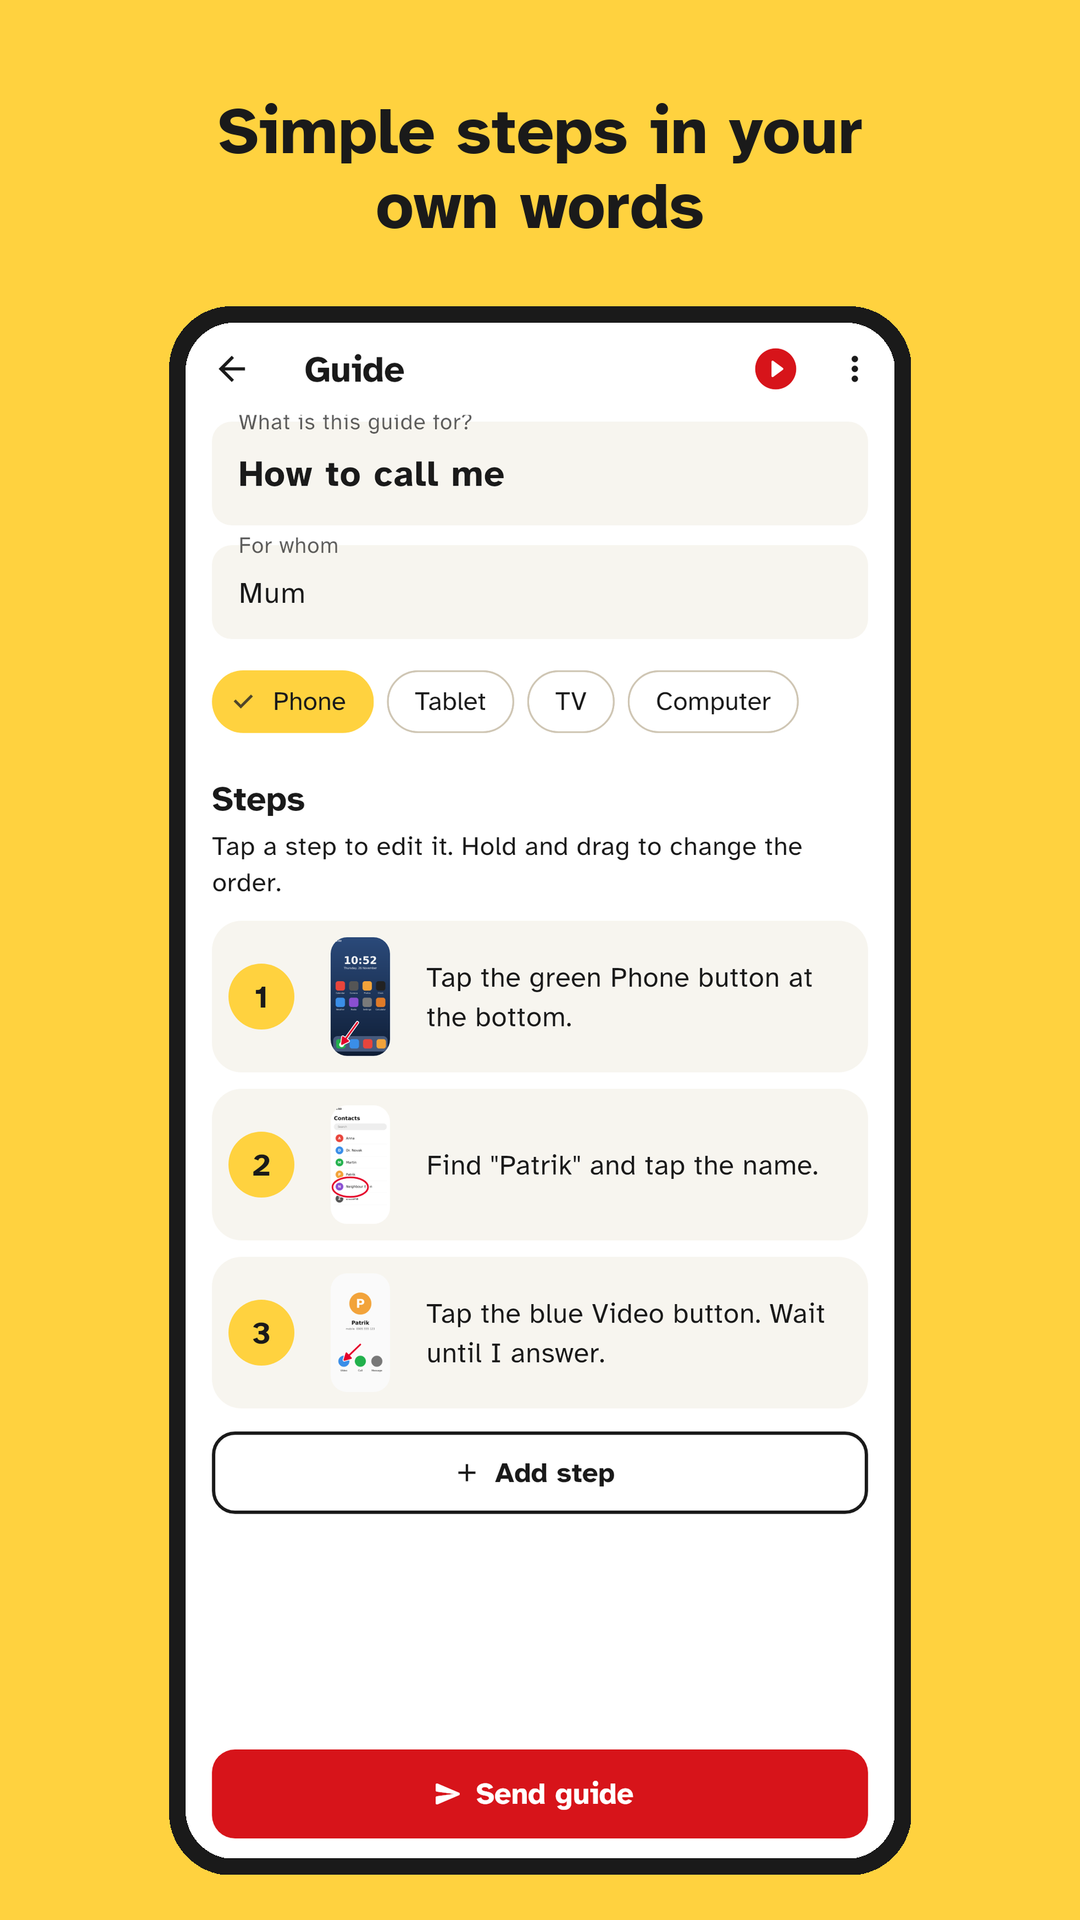 Simple steps in your
own words
Guide
What is this guide for?
How to call me
For whom
Mum
Phone
Tablet
TV
Computer
Steps
Tap a step to edit it. Hold and drag to change the
order.
1
10:52
Tap the green Phone button at
the bottom.
2
Contacts
Find "Patrik" and tap the name.
3
P
Patrik
Tap the blue Video button. Wait
until I answer.
+ Add step
Send guide